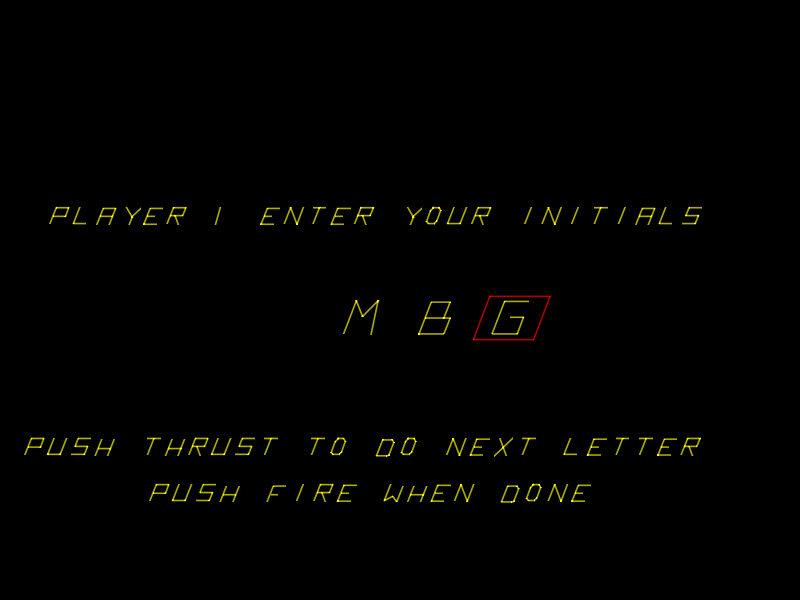 PLAYER 1 ENTER YOUR INITIALS
M B G
PUSH THRUST TO DO NEXT LETTER
PUSH FIRE WHEN DONE